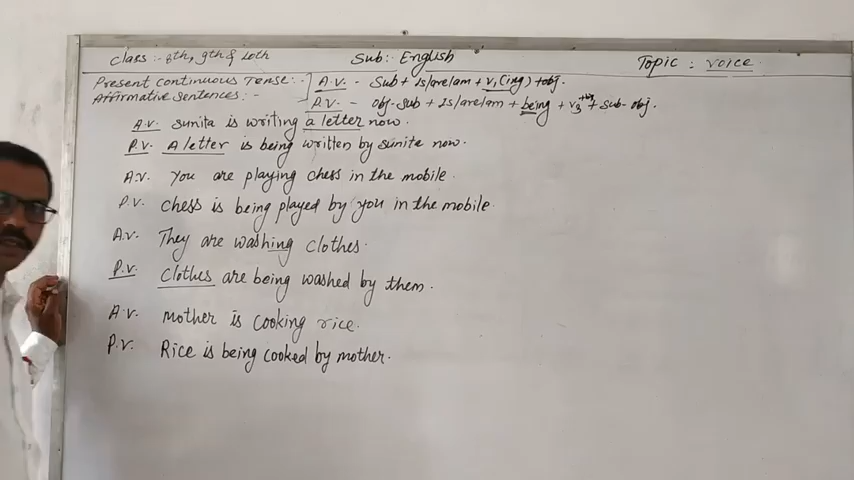 Class :- 8th, 9th & 10th Sub:- English Topic : voice
Present continuous Tense :- A.V. - Sub + Is/are/am + v1(ing) + obj.
Affirmative sentences :- P.V. - obj-sub + Is/are/am + being + v3 + by + sub-obj.
A.V. Sunita is writing a letter now.
P.V. A letter is being written by sunita now.
A.V. You are playing chess in the mobile.
P.V. chess is being played by you in the mobile.
A.V. They are washing clothes.
P.V. Clothes are being washed by them.
A.V. mother is cooking rice.
P.V. Rice is being cooked by mother.